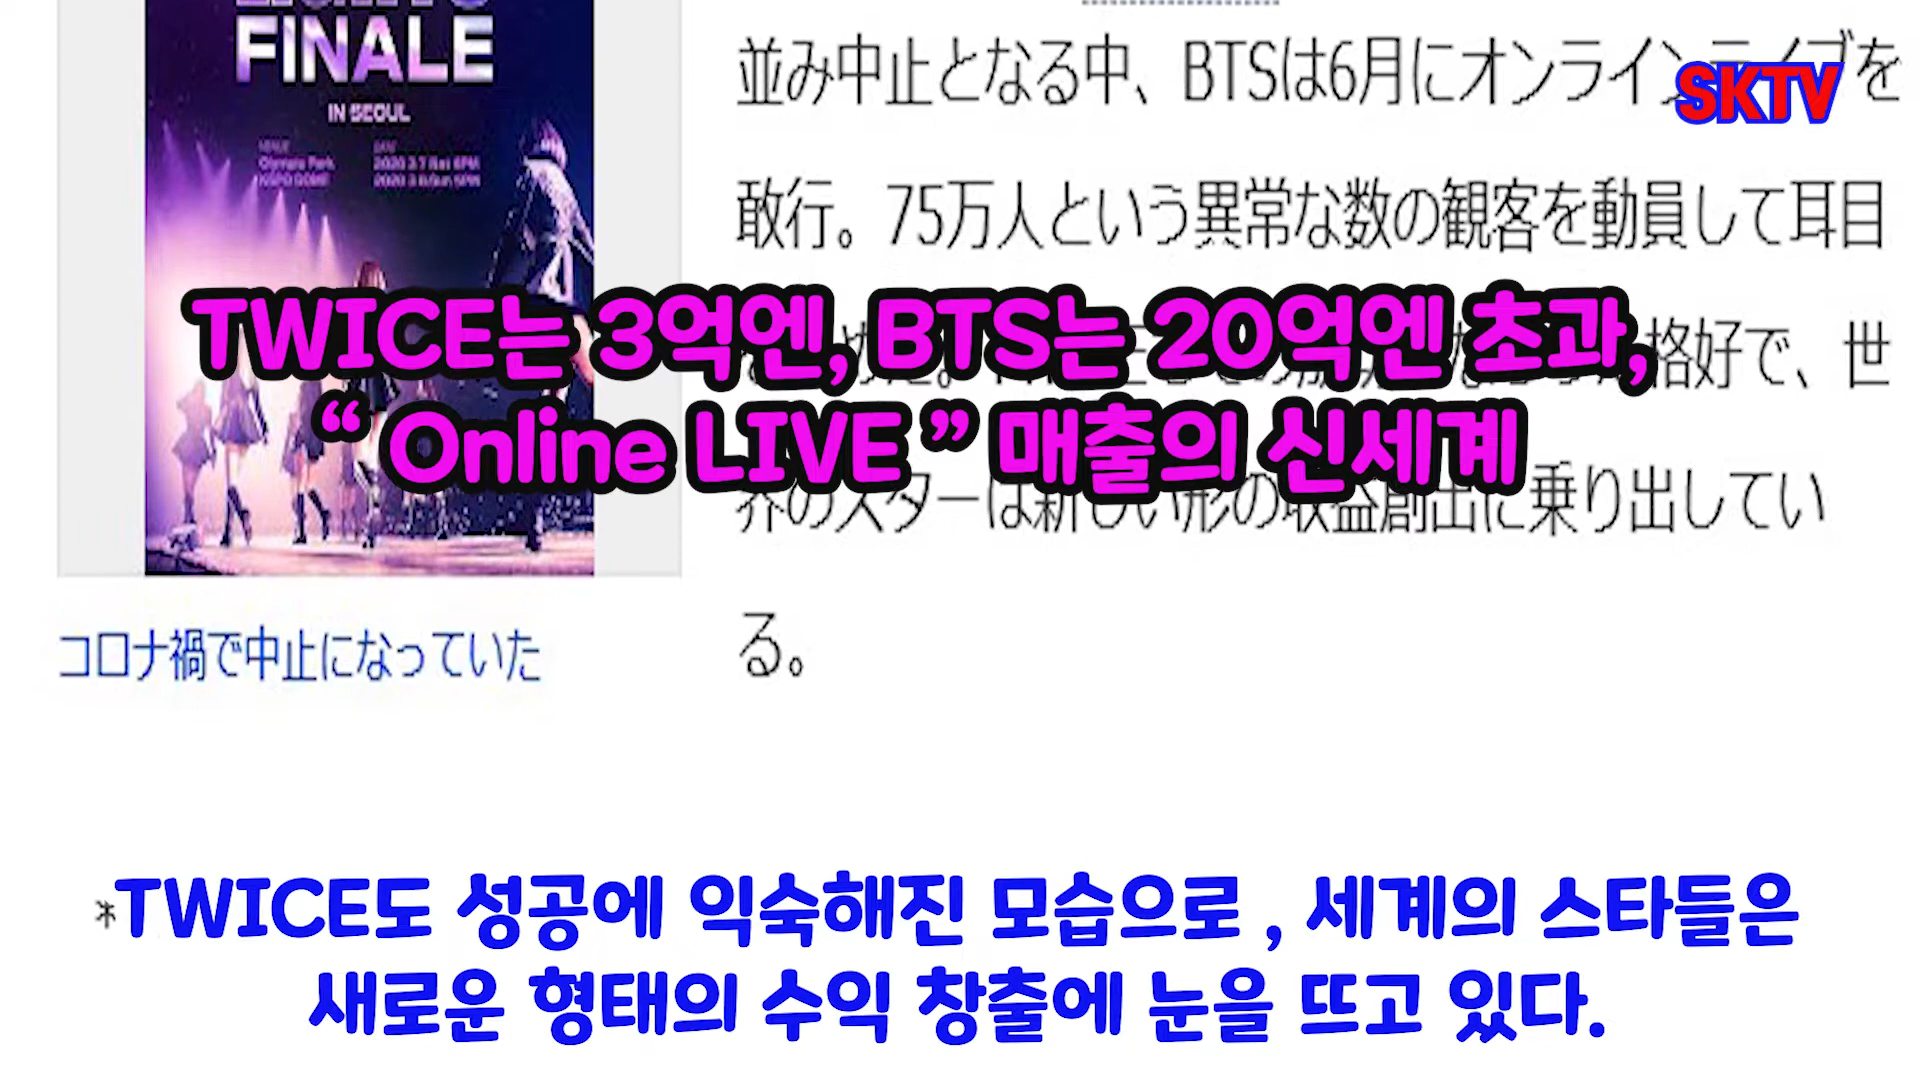 FINALE
IN SEOUL
Olympic Park
並み中止となる中、BTSは6月にオンラインライブを
SKTV
敢行。75万人という異常な数の観客を動員して耳目
TWICE는 3억엔, BTS는 20억엔 초과,
格好で、世
“ Online LIVE ” 매출의 신세계
界のスターは新しい形の収益創出に乗り出してい
る。
コロナ禍で中止になっていた
*TWICE도 성공에 익숙해진 모습으로 , 세계의 스타들은
새로운 형태의 수익 창출에 눈을 뜨고 있다.